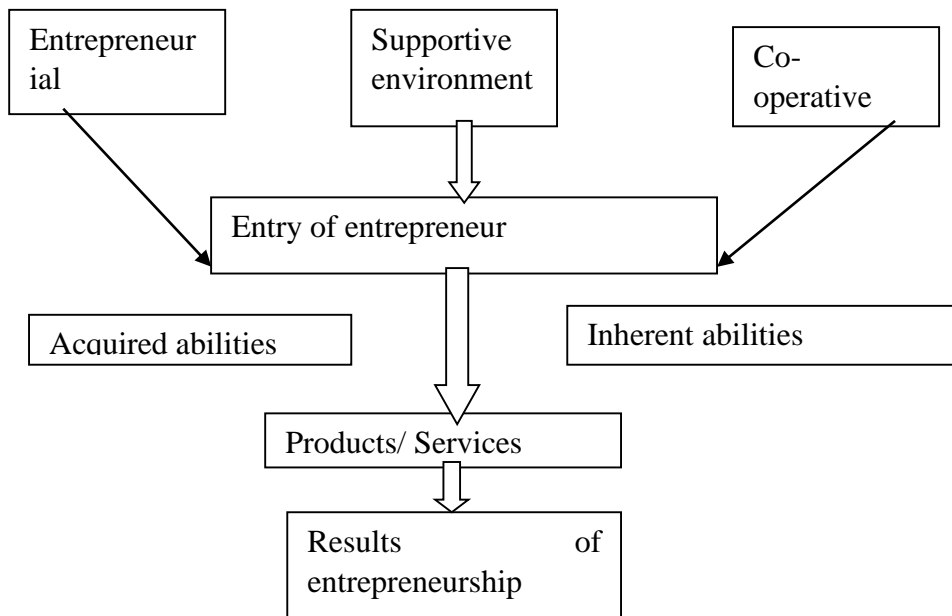 Entrepreneur
ial
Supportive
environment
Co-
operative
Entry of entrepreneur
Acquired abilities
Inherent abilities
Products/ Services
Results of
entrepreneurship